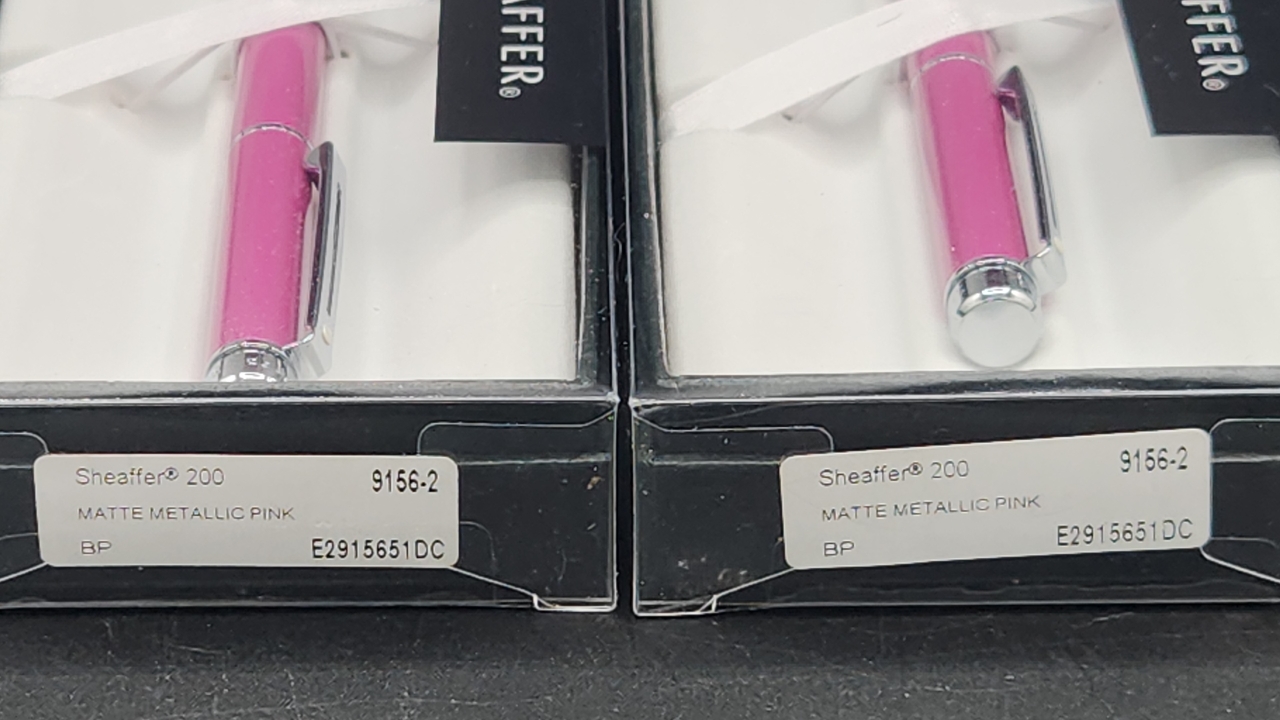 AFFER®
FFER®
Sheaffer® 200 9156-2
MATTE METALLIC PINK
BP E2915651DC
Sheaffer® 200 9156-2
MATTE METALLIC PINK
BP E2915651DC